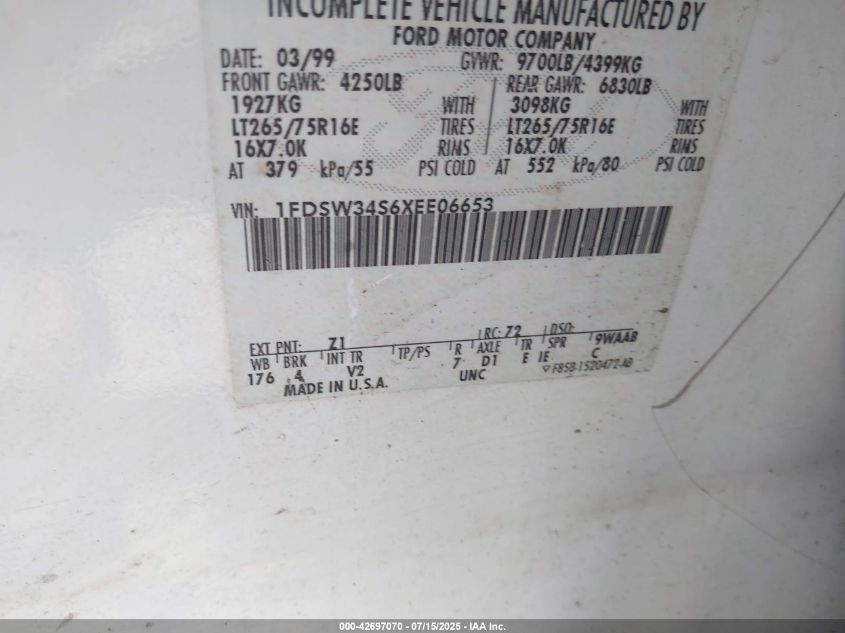 INCOMPLETE VEHICLE MANUFACTURED BY
FORD MOTOR COMPANY
DATE: 03/99 GVWR: 9700LB/4399KG
FRONT GAWR: 4250LB REAR GAWR: 6830LB
1927KG WITH 3098KG WITH
LT265/75R16E TIRES LT265/75R16E TIRES
16X7.0K RIMS 16X7.0K RIMS
AT 379 kPa/55 PSI COLD AT 552 kPa/80 PSI COLD
VIN: 1FDSW34S6XEE06653
EXT PNT: Z1 RC: 72 DSO:
WB BRK INT TR TP/PS R AXLE TR SPR 9WAAB
176 4 V2 7 D1 E IE C
MADE IN U.S.A. UNC F85B-1520472-AB
000-42697070 - 07/15/2025 - IAA Inc.